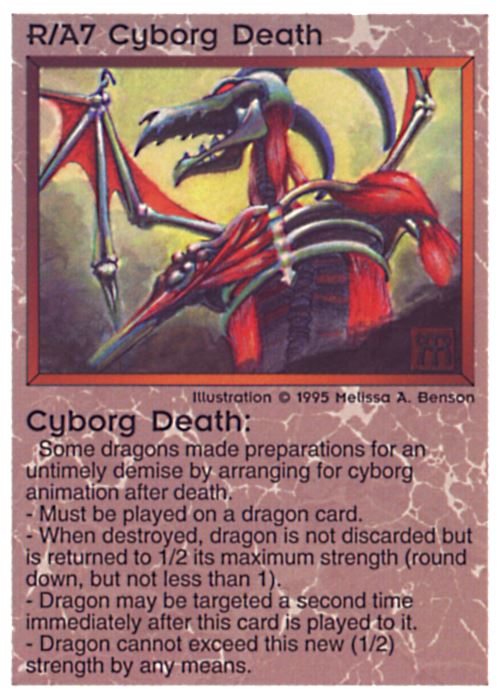 R/A7 Cyborg Death
Illustration © 1995 Melissa A. Benson
Cyborg Death:
Some dragons made preparations for an
untimely demise by arranging for cyborg
animation after death.
- Must be played on a dragon card.
- When destroyed, dragon is not discarded but
is returned to 1/2 its maximum strength (round
down, but not less than 1).
- Dragon may be targeted a second time
immediately after this card is played to it.
- Dragon cannot exceed this new (1/2)
strength by any means.